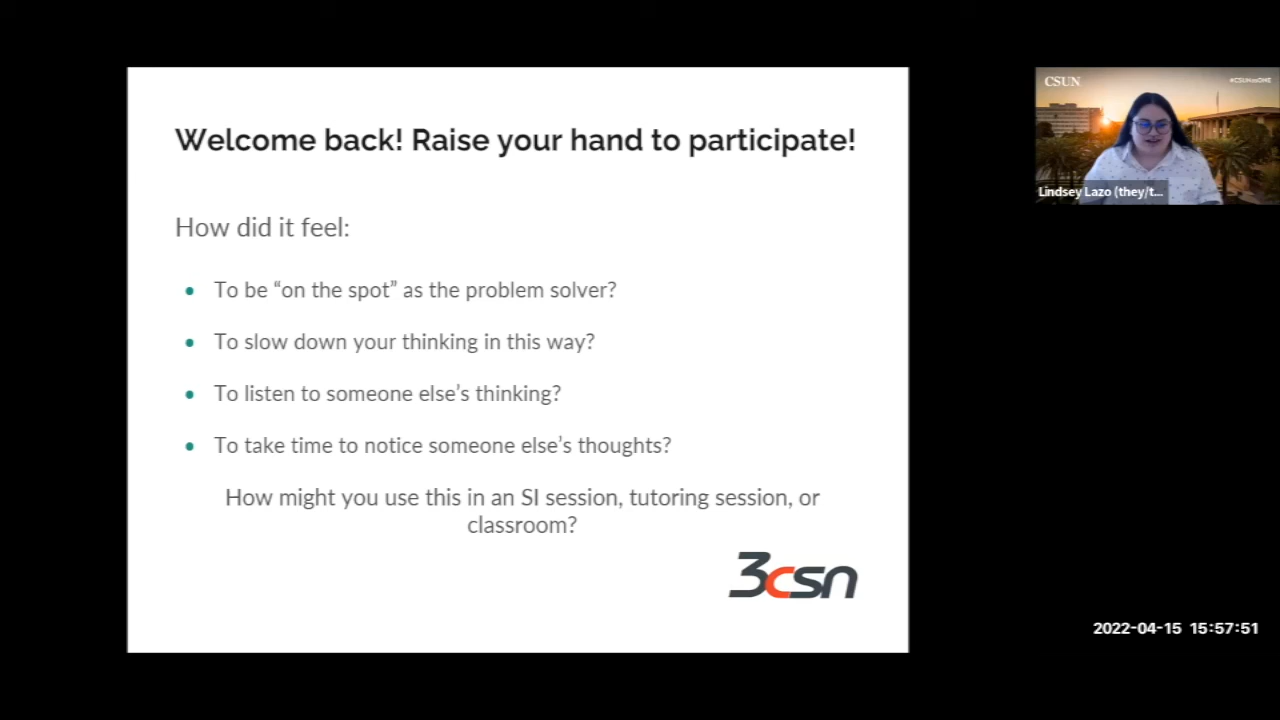 Welcome back! Raise your hand to participate!
How did it feel:
To be “on the spot” as the problem solver?
To slow down your thinking in this way?
To listen to someone else’s thinking?
To take time to notice someone else’s thoughts?
How might you use this in an SI session, tutoring session, or
classroom?
3csn
CSUN
#CSUNasONE
Lindsey Lazo (they/t...
2022-04-15 15:57:51